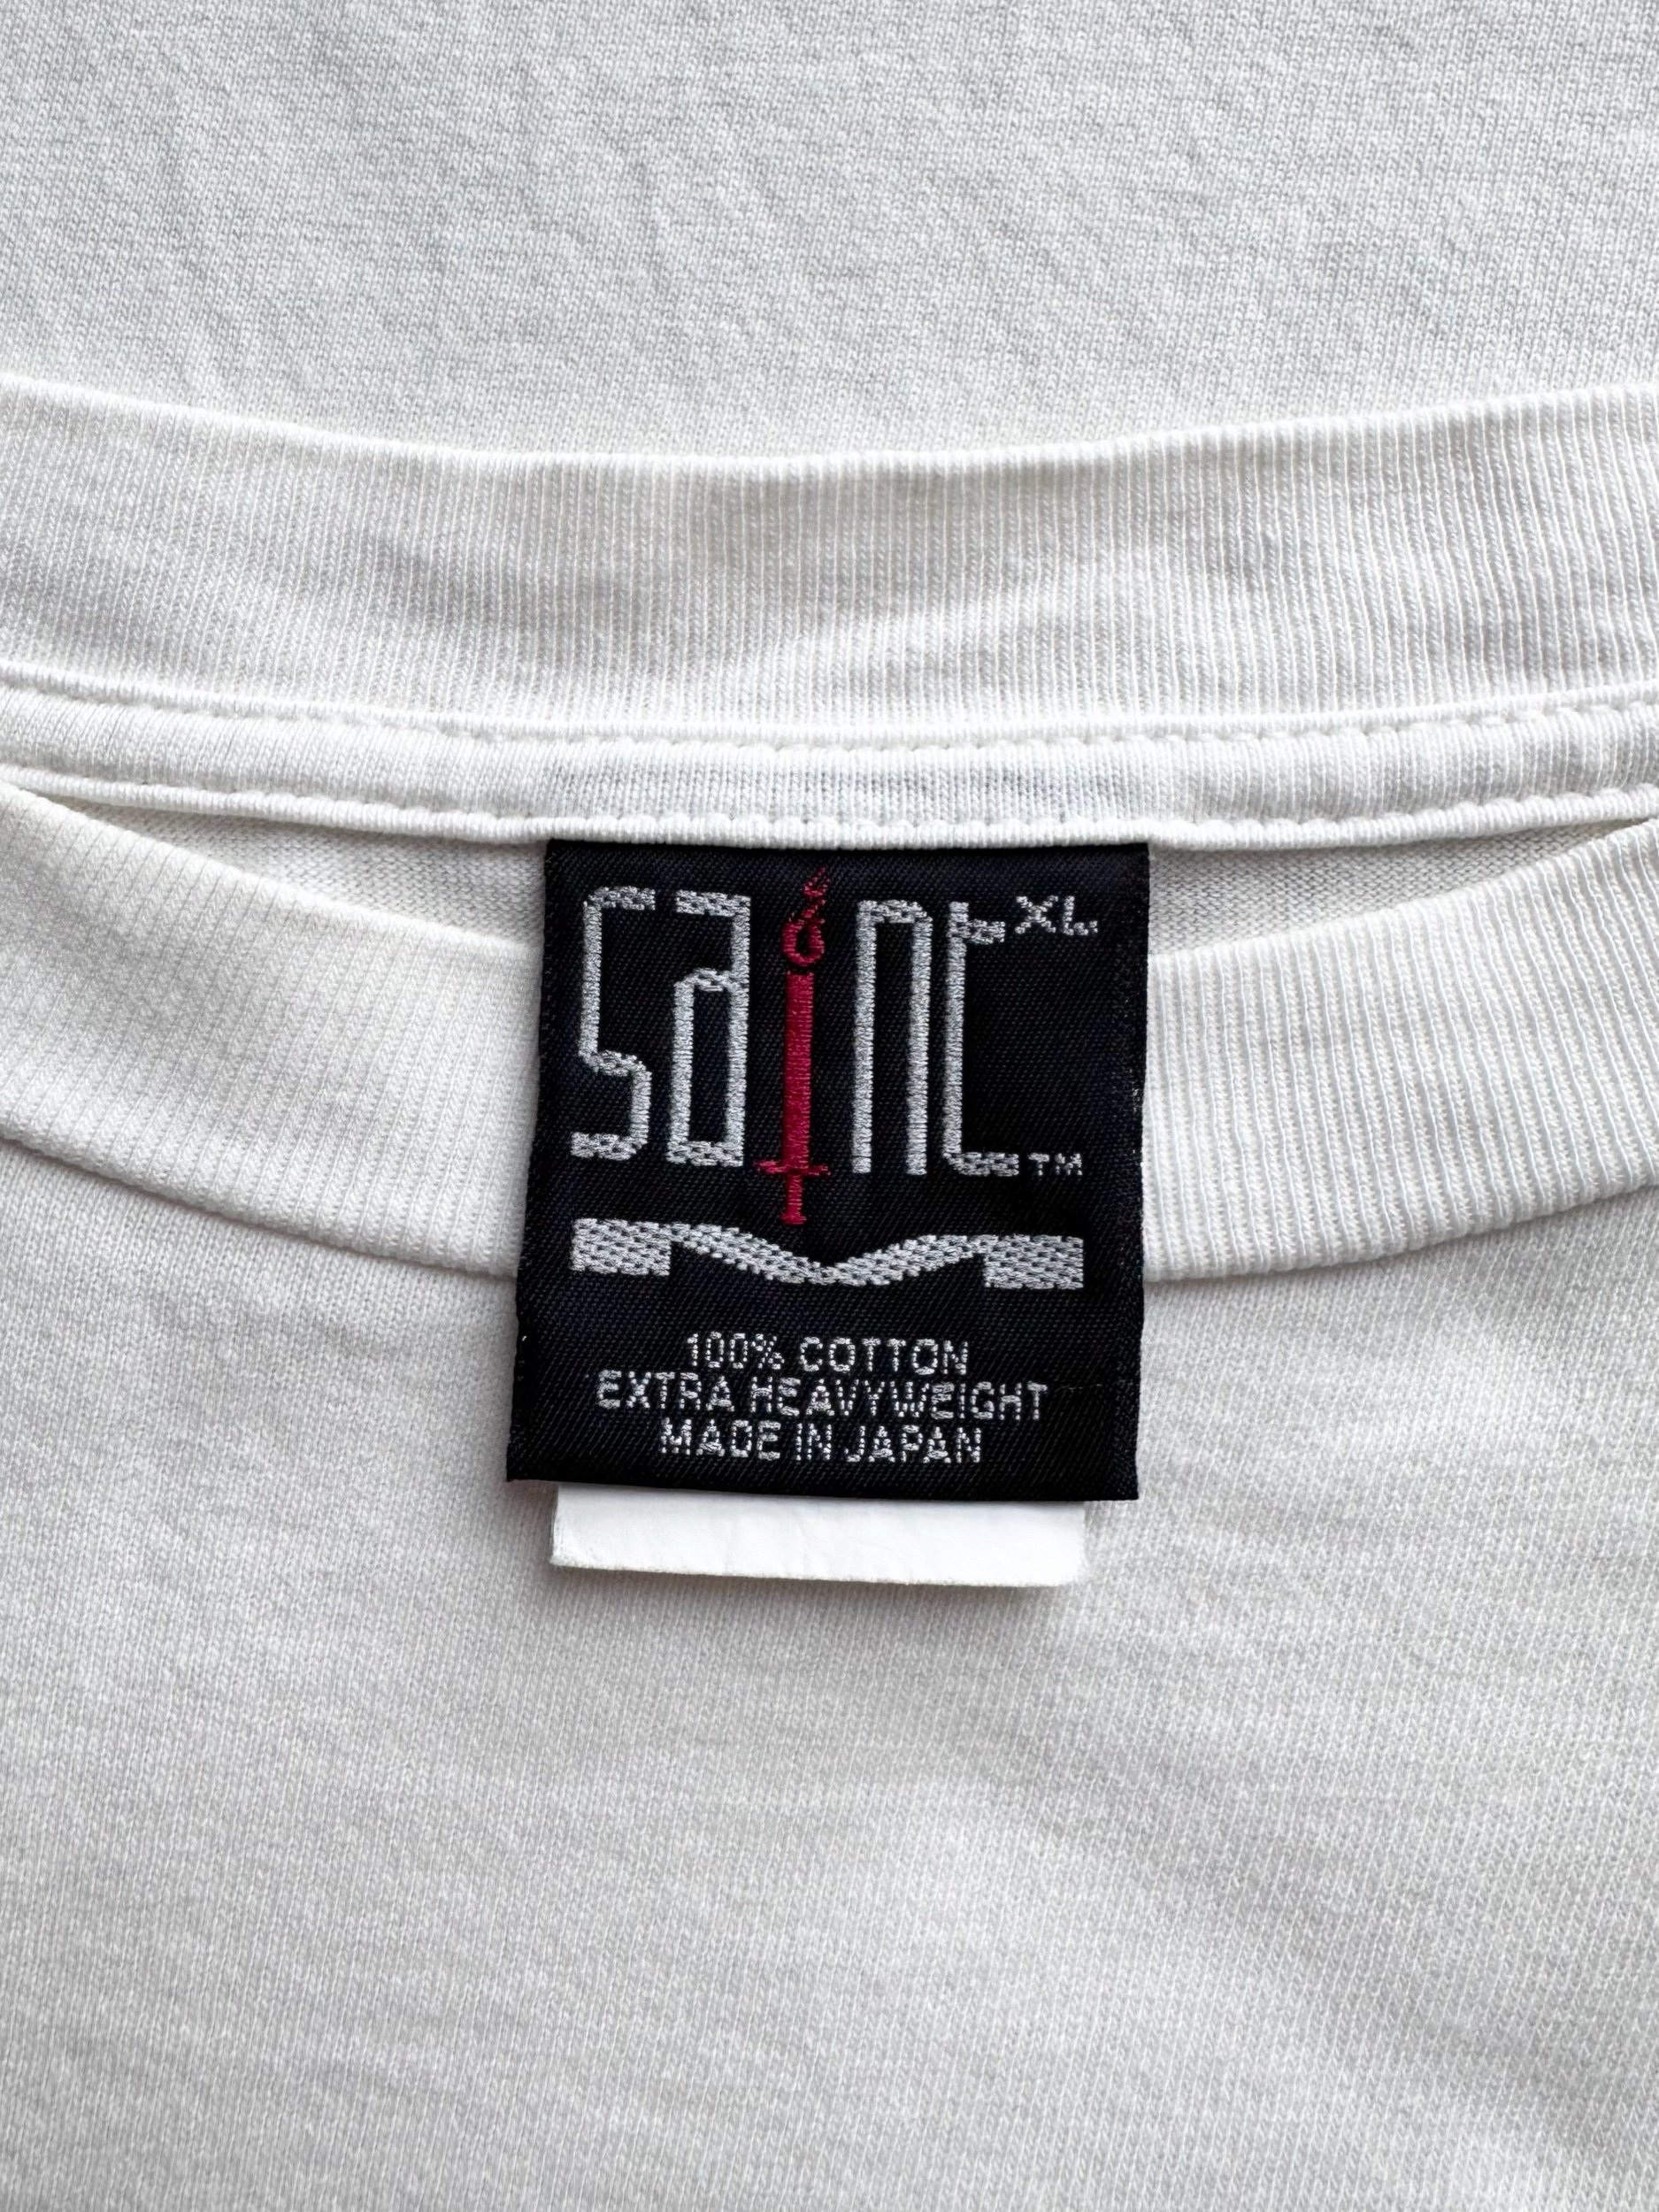 saint XL
TM
100% COTTON
EXTRA HEAVYWEIGHT
MADE IN JAPAN